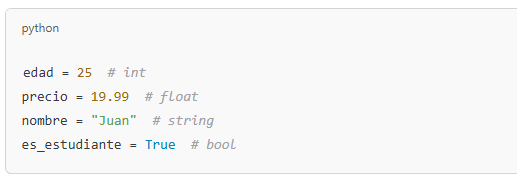 python
edad = 25  # int
precio = 19.99  # float
nombre = "Juan"  # string
es_estudiante = True  # bool